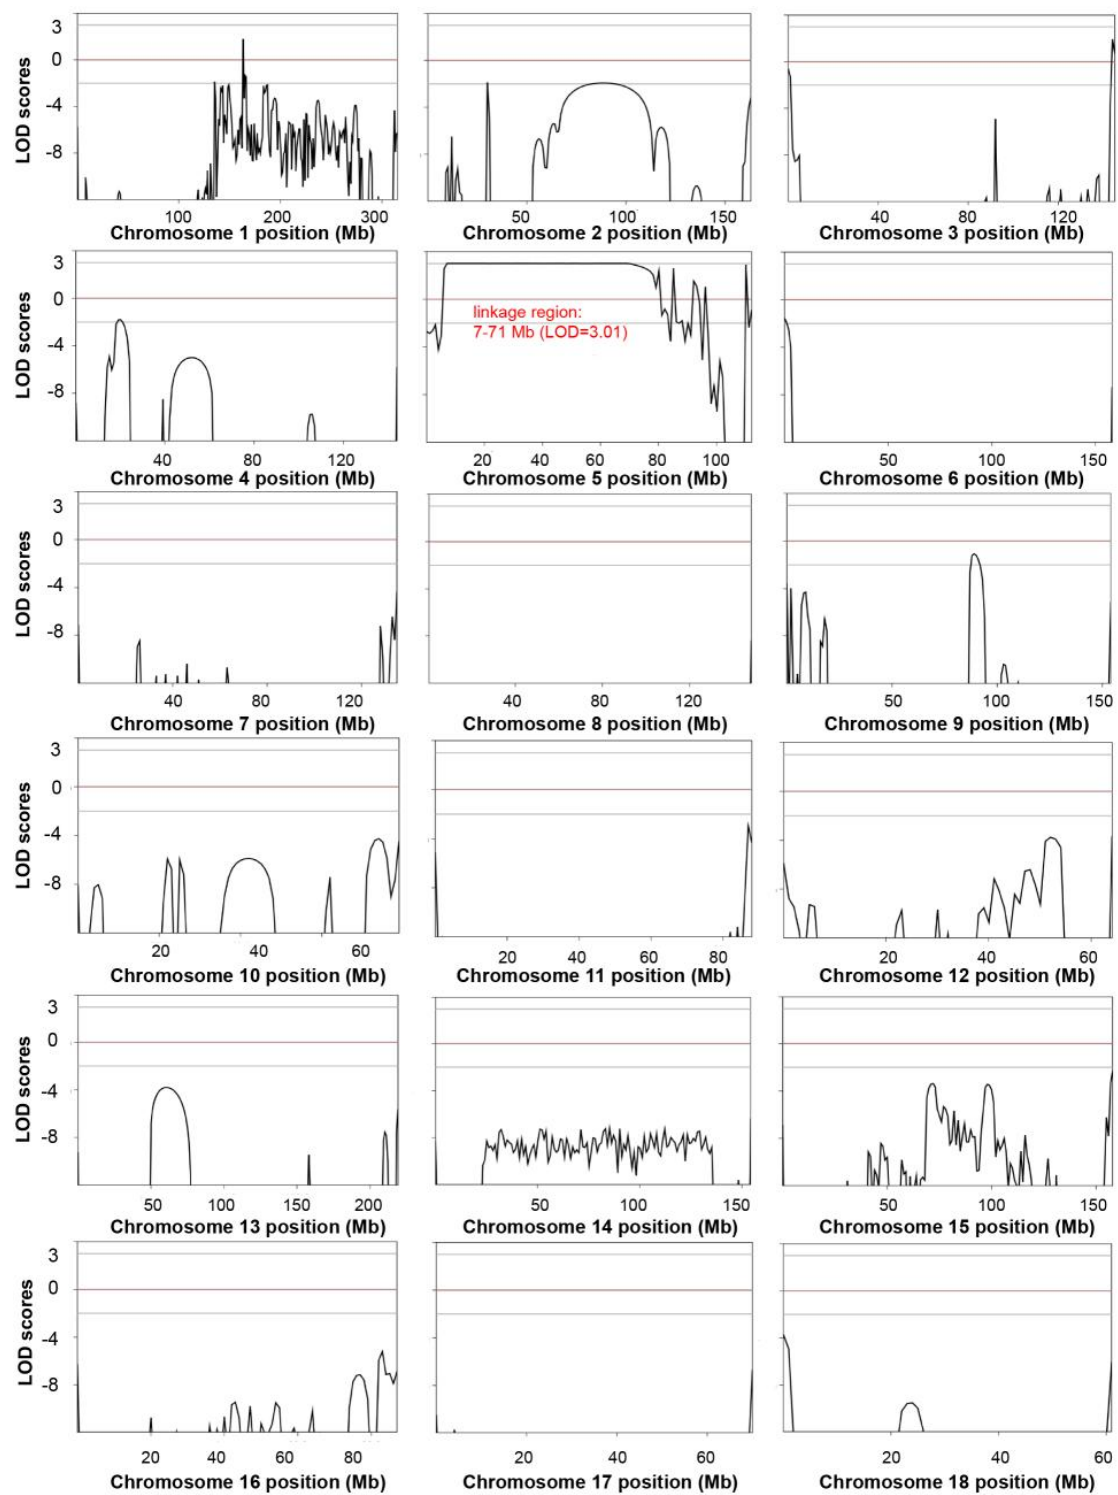 LOD scores
3
0
-4
-8
100 200 300
Chromosome 1 position (Mb)
50 100 150
Chromosome 2 position (Mb)
40 80 120
Chromosome 3 position (Mb)
LOD scores
3
0
-4
-8
40 80 120
Chromosome 4 position (Mb)
linkage region:
7-71 Mb (LOD=3.01)
20 40 60 80 100
Chromosome 5 position (Mb)
50 100 150
Chromosome 6 position (Mb)
LOD scores
3
0
-4
-8
40 80 120
Chromosome 7 position (Mb)
40 80 120
Chromosome 8 position (Mb)
50 100 150
Chromosome 9 position (Mb)
LOD scores
3
0
-4
-8
20 40 60
Chromosome 10 position (Mb)
20 40 60 80
Chromosome 11 position (Mb)
20 40 60
Chromosome 12 position (Mb)
LOD scores
3
0
-4
-8
50 100 150 200
Chromosome 13 position (Mb)
50 100 150
Chromosome 14 position (Mb)
50 100 150
Chromosome 15 position (Mb)
LOD scores
3
0
-4
-8
20 40 60 80
Chromosome 16 position (Mb)
20 40 60
Chromosome 17 position (Mb)
20 40 60
Chromosome 18 position (Mb)